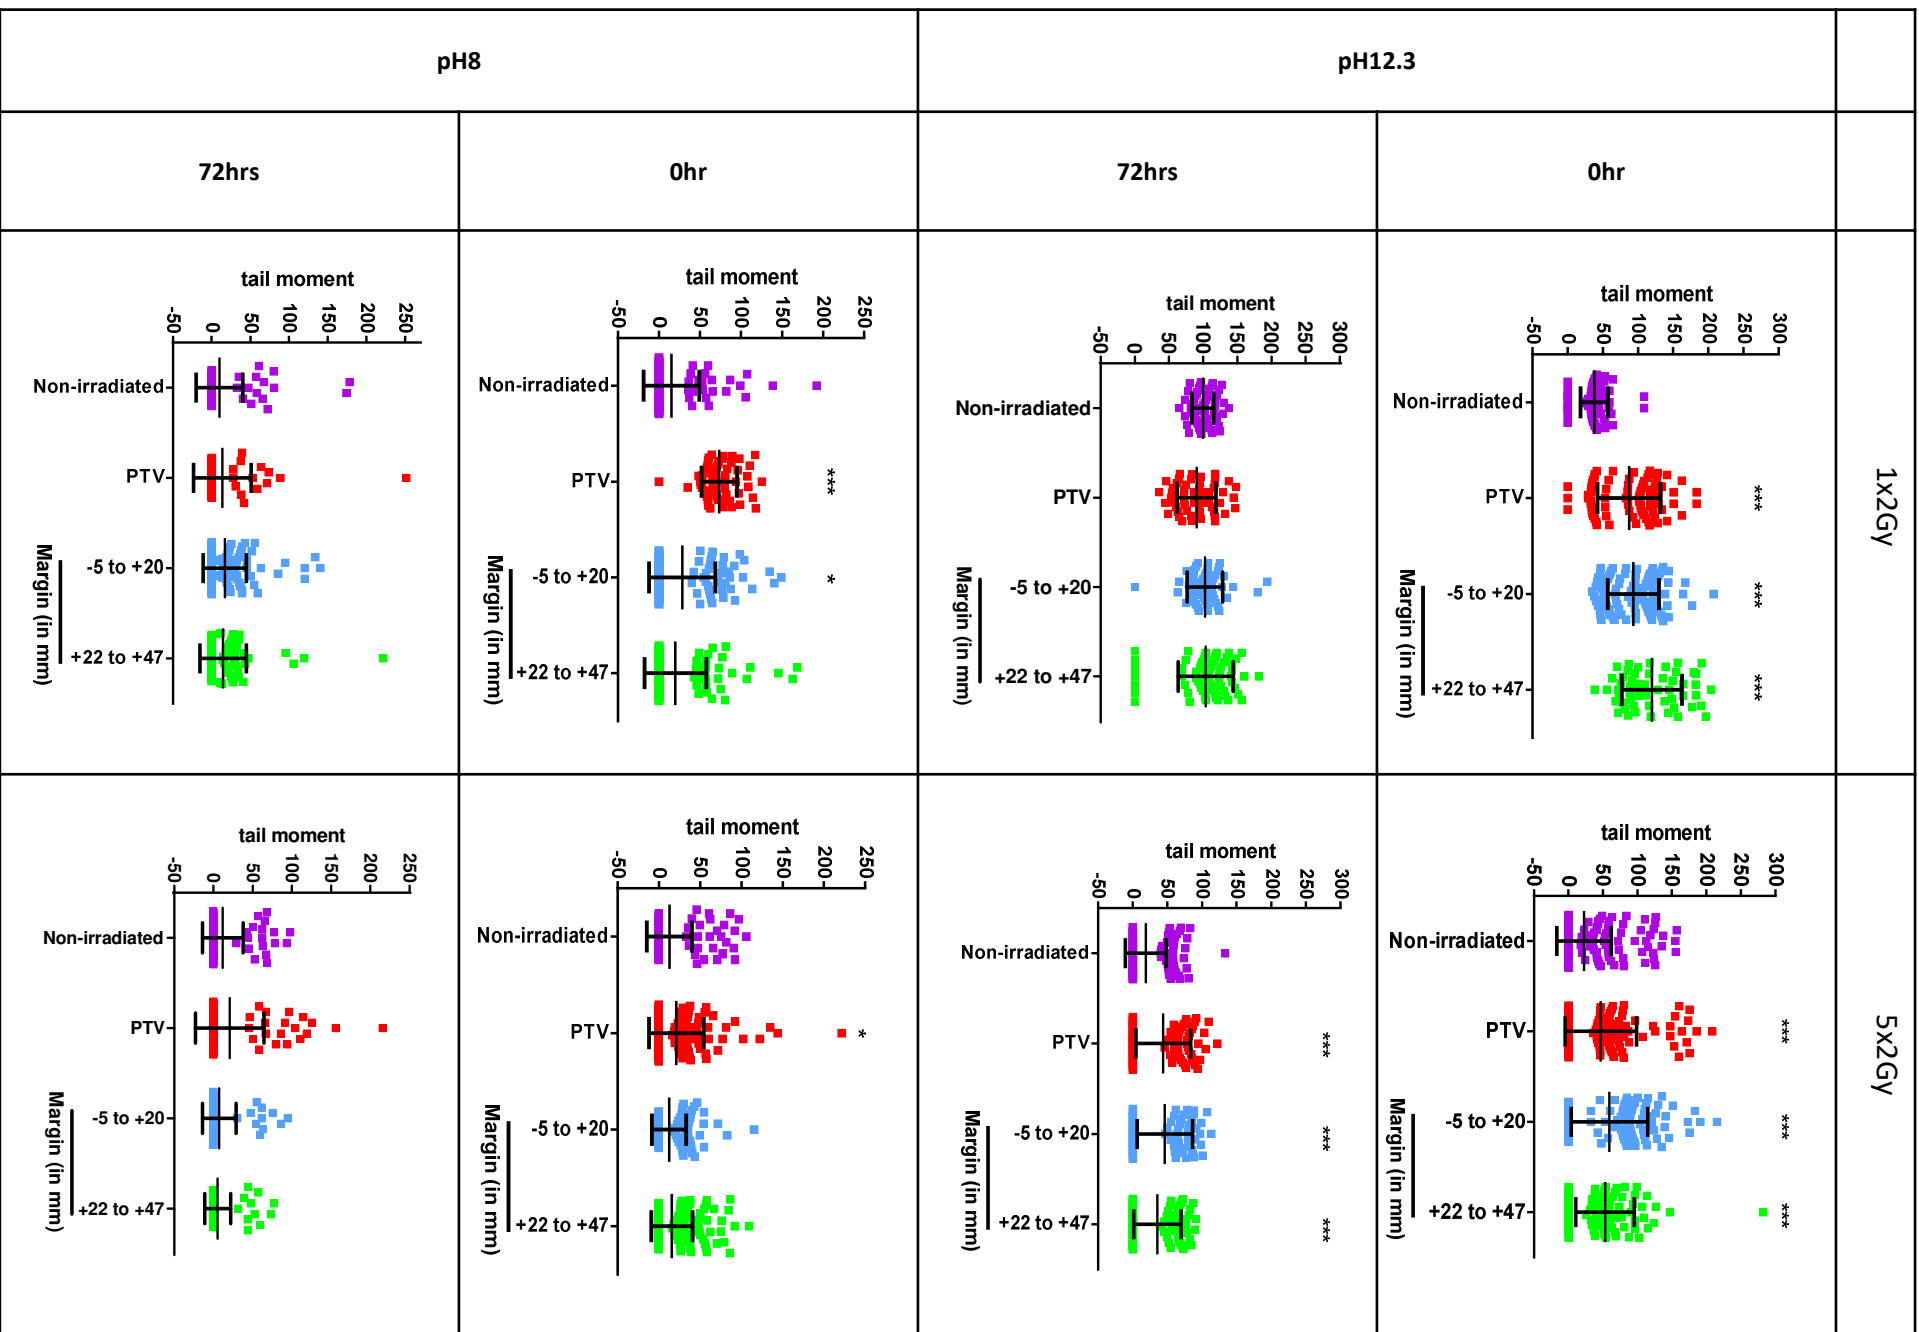 pH8
pH12.3
72hrs
0hr
72hrs
0hr
1x2Gy
tail moment
-50 0 50 100 150 200 250
Non-irradiated
PTV
-5 to +20
+22 to +47
Margin (in mm)
tail moment
-50 0 50 100 150 200 250
Non-irradiated
PTV
***
-5 to +20
*
+22 to +47
Margin (in mm)
tail moment
-50 0 50 100 150 200 250 300
Non-irradiated
PTV
-5 to +20
+22 to +47
Margin (in mm)
tail moment
-50 0 50 100 150 200 250 300
Non-irradiated
PTV
***
-5 to +20
***
+22 to +47
***
Margin (in mm)
5x2Gy
tail moment
-50 0 50 100 150 200 250
Non-irradiated
PTV
-5 to +20
+22 to +47
Margin (in mm)
tail moment
-50 0 50 100 150 200 250
Non-irradiated
PTV
*
-5 to +20
+22 to +47
Margin (in mm)
tail moment
-50 0 50 100 150 200 250 300
Non-irradiated
PTV
***
-5 to +20
***
+22 to +47
***
Margin (in mm)
tail moment
-50 0 50 100 150 200 250 300
Non-irradiated
PTV
***
-5 to +20
***
+22 to +47
***
Margin (in mm)